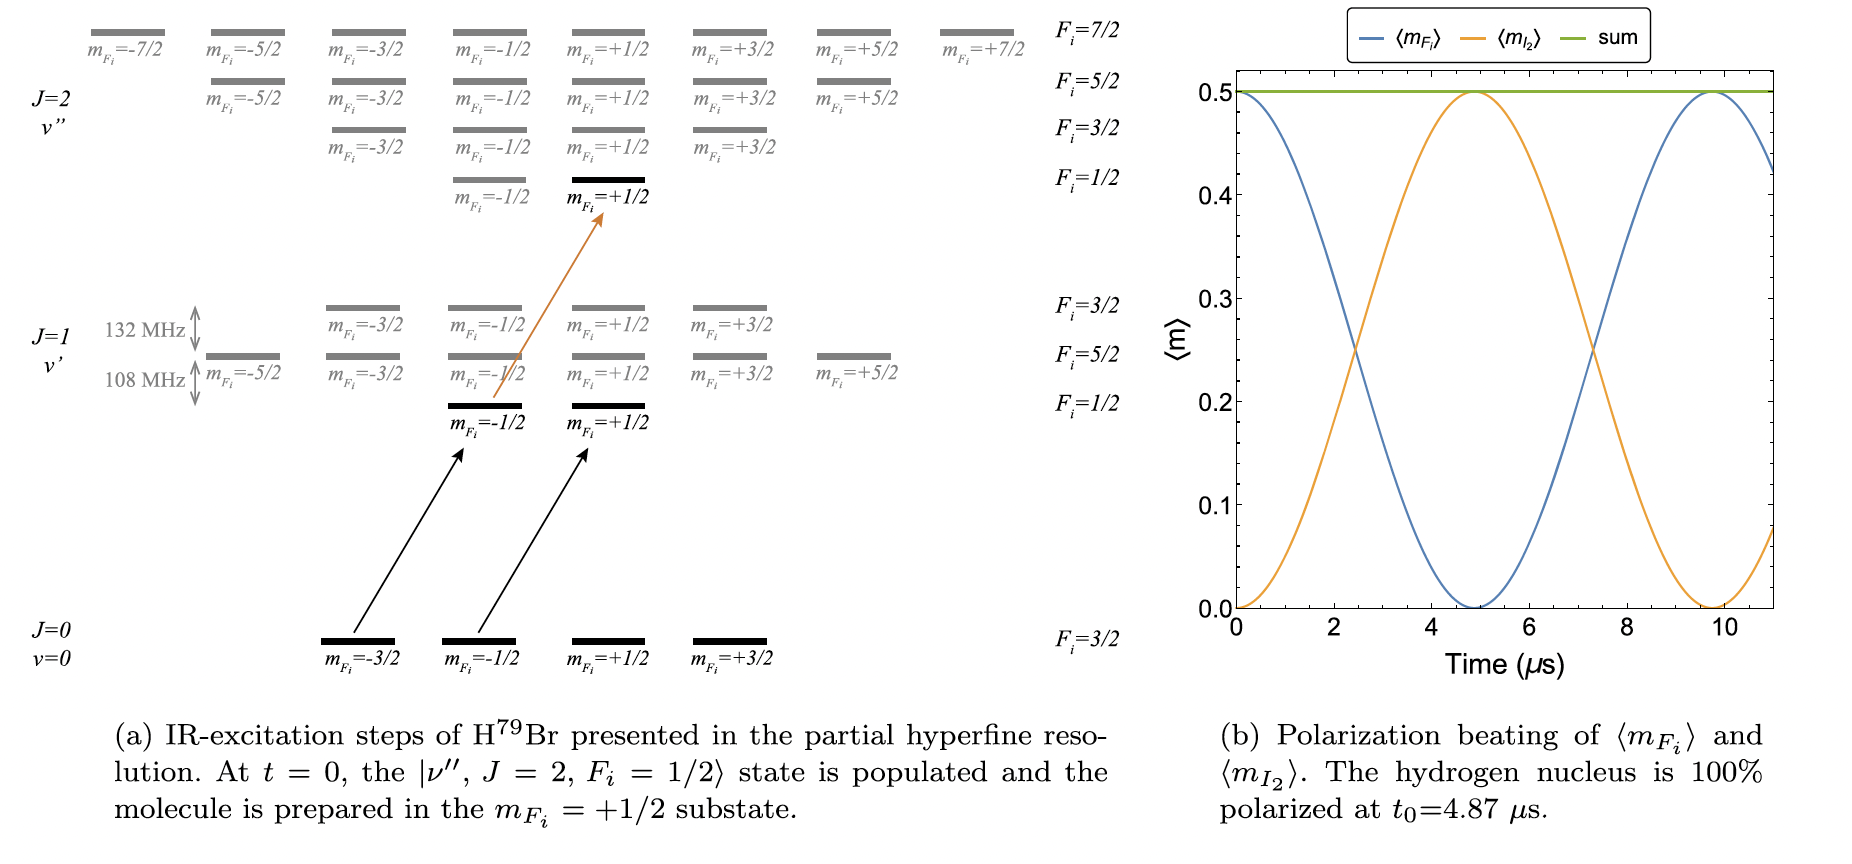 F_i=7/2
m_{F_i}=-7/2 m_{F_i}=-5/2 m_{F_i}=-3/2 m_{F_i}=-1/2 m_{F_i}=+1/2 m_{F_i}=+3/2 m_{F_i}=+5/2 m_{F_i}=+7/2
F_i=5/2
J=2
m_{F_i}=-5/2 m_{F_i}=-3/2 m_{F_i}=-1/2 m_{F_i}=+1/2 m_{F_i}=+3/2 m_{F_i}=+5/2
v’’
F_i=3/2
m_{F_i}=-3/2 m_{F_i}=-1/2 m_{F_i}=+1/2 m_{F_i}=+3/2
F_i=1/2
m_{F_i}=-1/2 m_{F_i}=+1/2
F_i=3/2
m_{F_i}=-3/2 m_{F_i}=-1/2 m_{F_i}=+1/2 m_{F_i}=+3/2
132 MHz
J=1
v’
F_i=5/2
m_{F_i}=-5/2 m_{F_i}=-3/2 m_{F_i}=-1/2 m_{F_i}=+1/2 m_{F_i}=+3/2 m_{F_i}=+5/2
108 MHz
F_i=1/2
m_{F_i}=-1/2 m_{F_i}=+1/2
J=0
v=0
F_i=3/2
m_{F_i}=-3/2 m_{F_i}=-1/2 m_{F_i}=+1/2 m_{F_i}=+3/2
(a) IR-excitation steps of H⁷⁹Br presented in the partial hyperfine reso-
lution. At t = 0, the |ν′′, J = 2, F_i = 1/2⟩ state is populated and the
molecule is prepared in the m_{F_i} = +1/2 substate.
⟨m_{F_i}⟩ ⟨m_{I_2}⟩ sum
0.5
0.4
0.3
0.2
0.1
0.0
⟨m⟩
0 2 4 6 8 10
Time (μs)
(b) Polarization beating of ⟨m_{F_i}⟩ and
⟨m_{I_2}⟩. The hydrogen nucleus is 100%
polarized at t_0=4.87 μs.